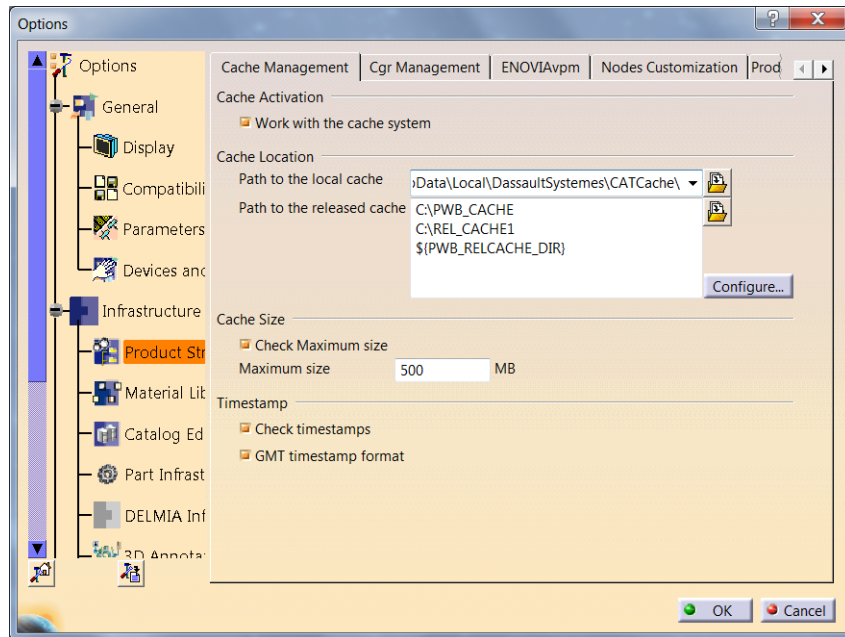 Options
Options
General
Display
Compatibili
Parameters
Devices and
Infrastructure
Product Str
Material Lib
Catalog Ed
Part Infrast
DELMIA Inf
3D Annota
Cache Management Cgr Management ENOVIAvpm Nodes Customization Prod
Cache Activation
Work with the cache system
Cache Location
Path to the local cache oData\Local\DassaultSystemes\CATCache\
Path to the released cache C:\PWB_CACHE
C:\REL_CACHE1
${PWB_RELCACHE_DIR}
Configure...
Cache Size
Check Maximum size
Maximum size 500 MB
Timestamp
Check timestamps
GMT timestamp format
OK Cancel